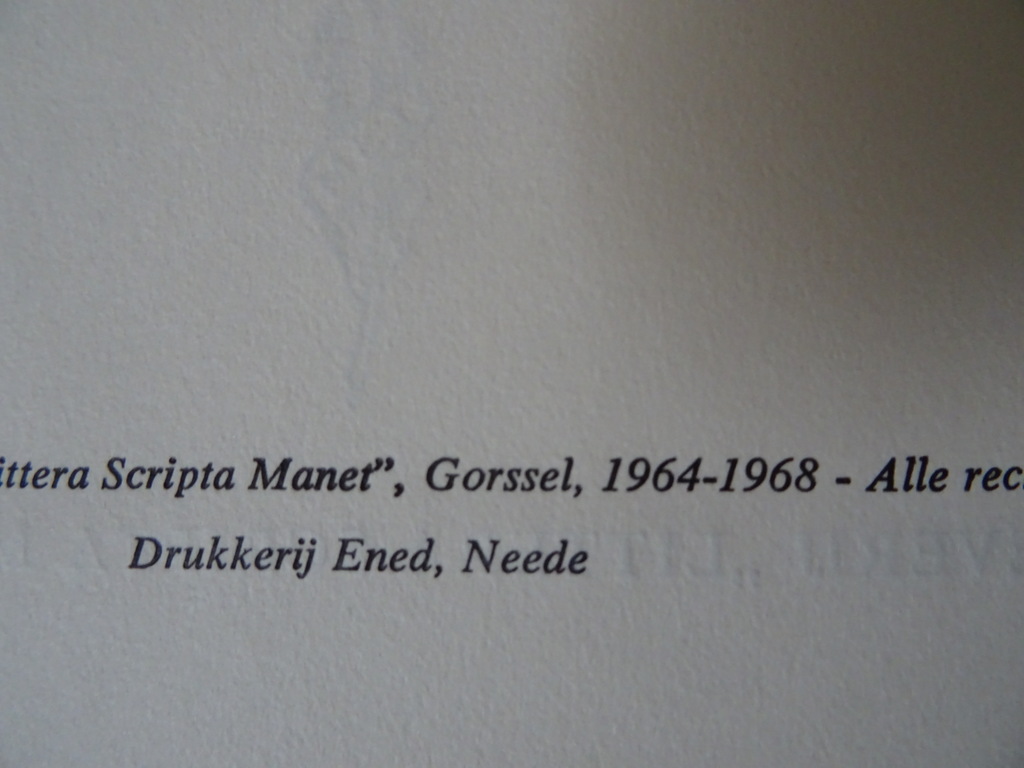 ittera Scripta Manet”, Gorssel, 1964-1968 - Alle rec
Drukkerij Ened, Neede